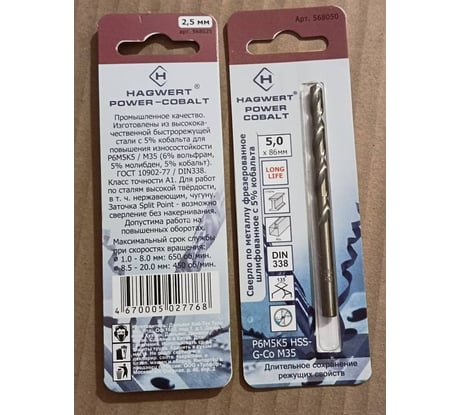 2,5 мм
арт. 568025
HAGWERT®
POWER-COBALT
Промышленное качество.
Изготовлены из высокока-
чественной быстрорежущей
стали с 5% кобальта для
повышения износостойкости
Р6М5К5 / М35 (6% вольфрам,
5% молибден, 5% кобальт).
ГОСТ 10902-77 / DIN338.
Класс точности А1. Для работ
по сталям высокой твёрдости,
в т. ч. нержавеющим, чугуну.
Заточка Split Point - возможно
сверление без накернивания.
Допустима работа на
повышенных оборотах.
Максимальный срок службы
при скоростях вращения:
ø 1.0 - 8.0мм: 650 об/мин.
ø 8.5 - 20.0 мм: 450 об/мин.
4 670005 027768
Арт. 568050
HAGWERT
POWER
COBALT
Сверло по металлу фрезерованное
шлифованное с 5% кобальта
5,0
x 86мм
LONG
LIFE
DIN
338
135
Р6М5К5 HSS-
G-Co M35
Длительное сохранение
режущих свойств